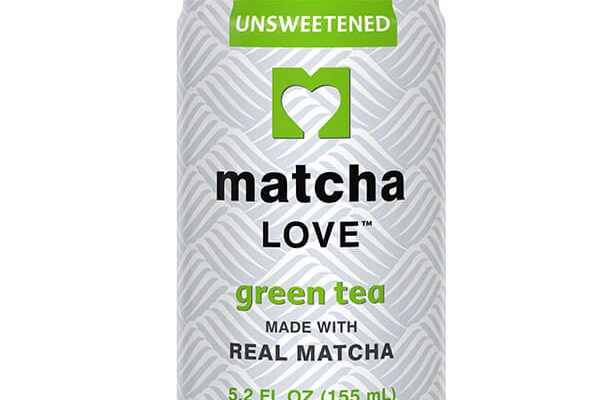 UNSWEETENED
matcha
LOVE™
green tea
MADE WITH
REAL MATCHA
5.2 FL OZ (155 mL)